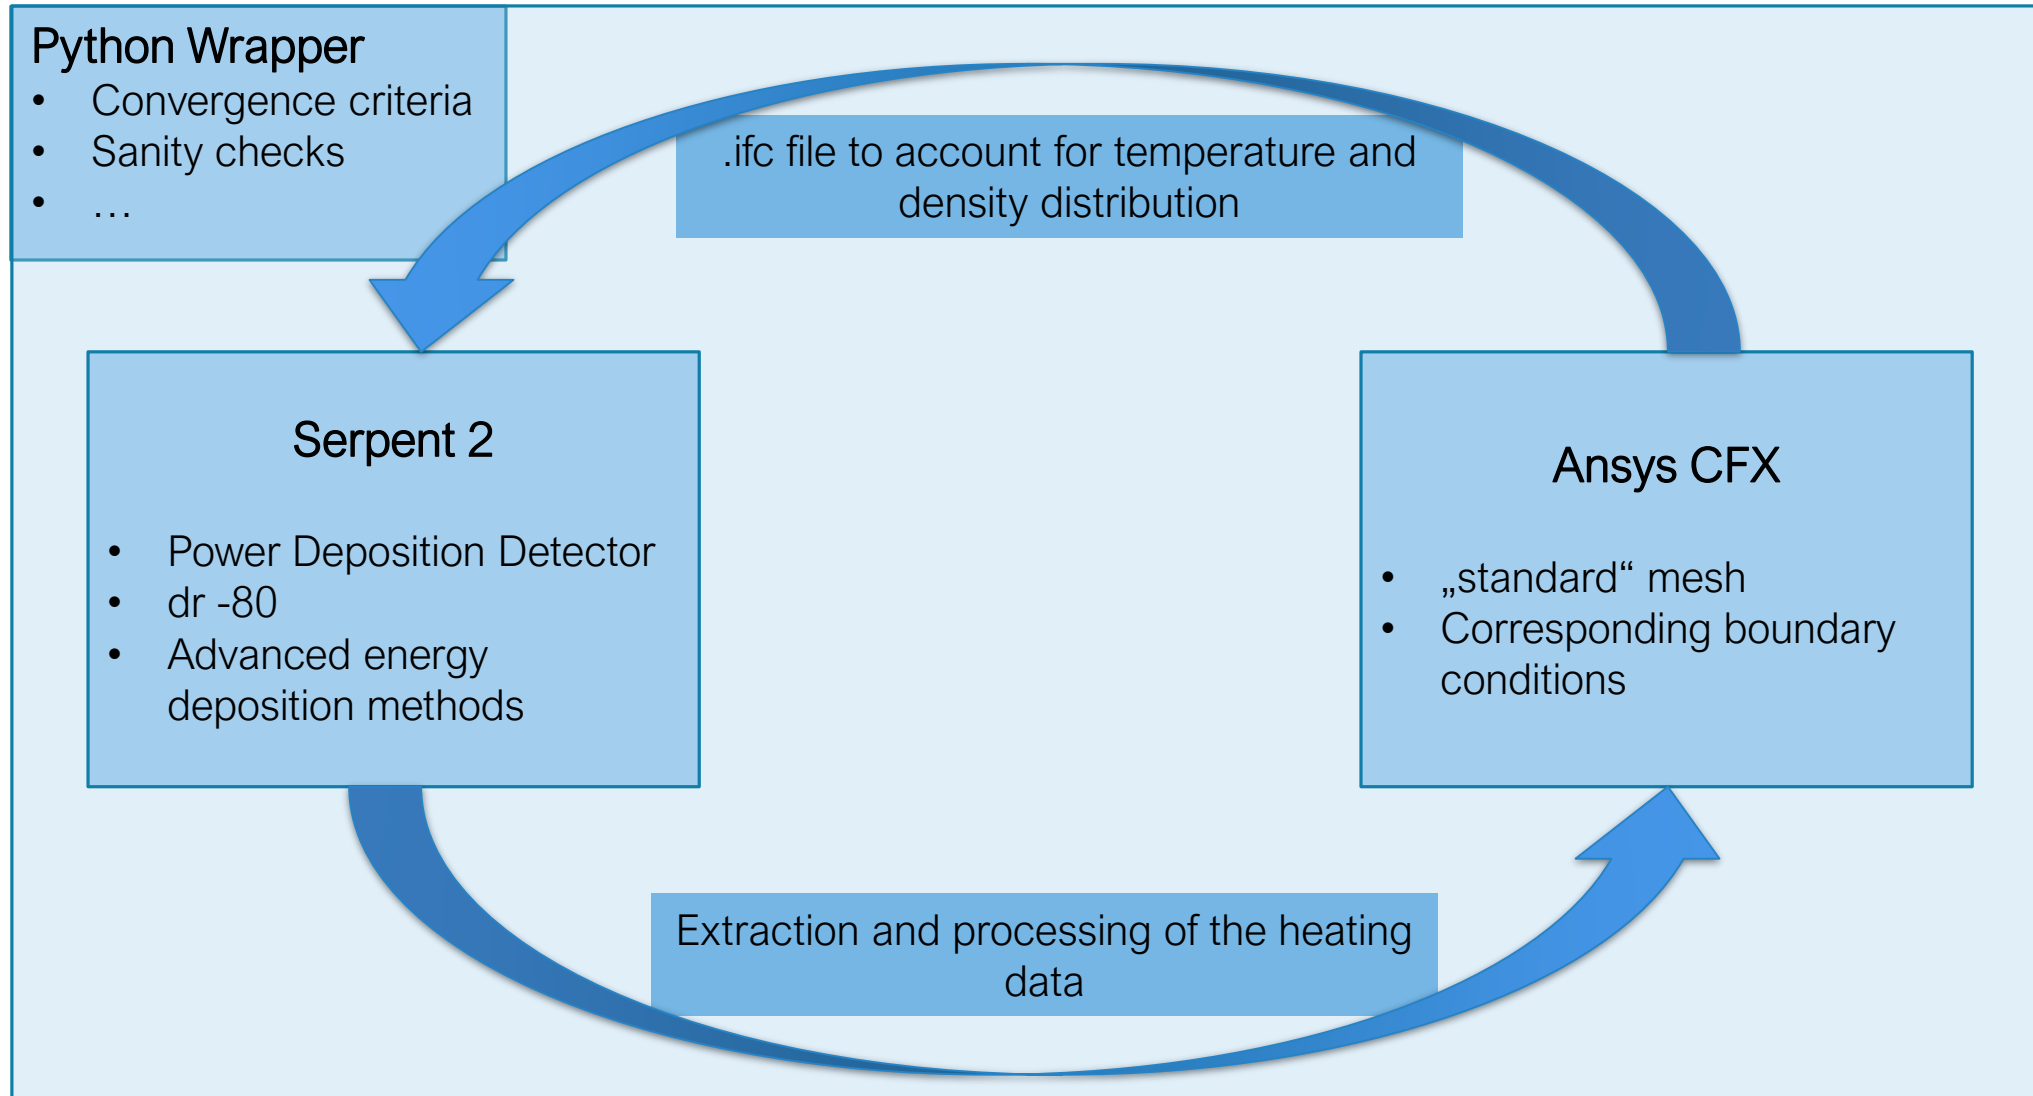 Python Wrapper
• Convergence criteria
• Sanity checks
• …
.ifc file to account for temperature and
density distribution
Serpent 2
• Power Deposition Detector
• dr -80
• Advanced energy
deposition methods
Ansys CFX
• „standard“ mesh
• Corresponding boundary
conditions
Extraction and processing of the heating
data